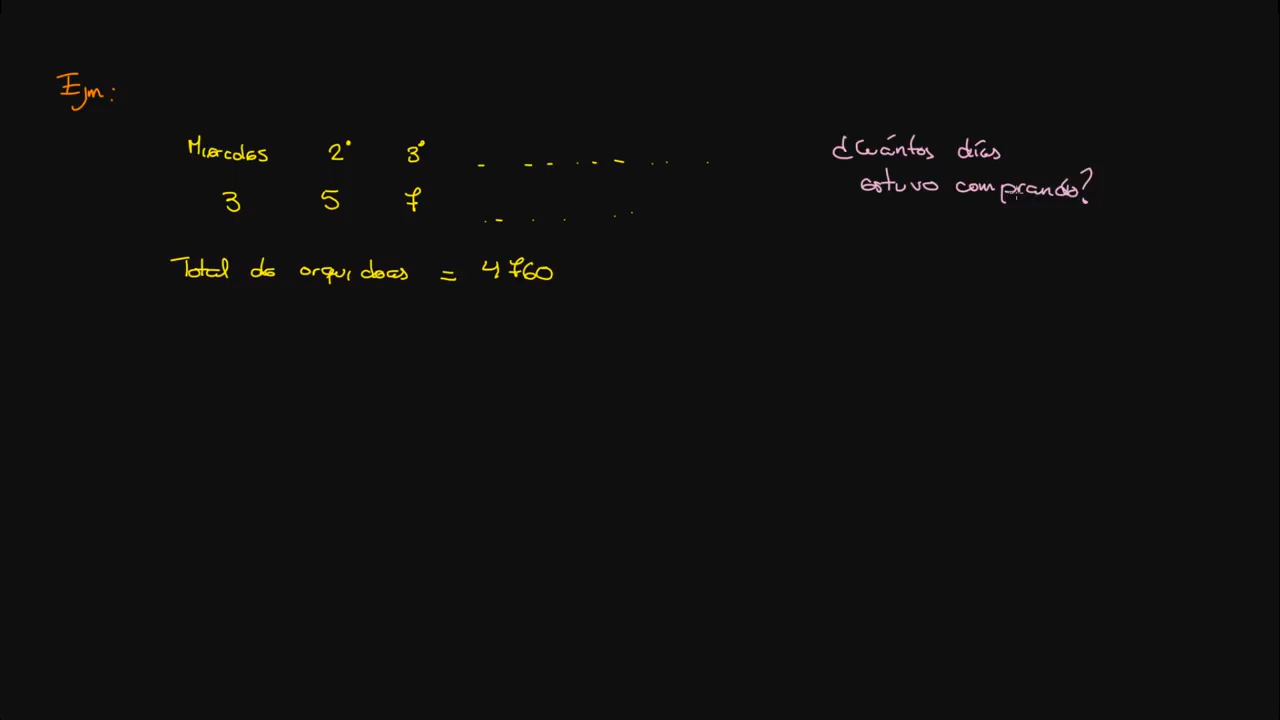 Ejm:
Miercoles 2° 3° ¿Cuántos días
3 5 7 estuvo comprando?
Total de orquideas = 4760